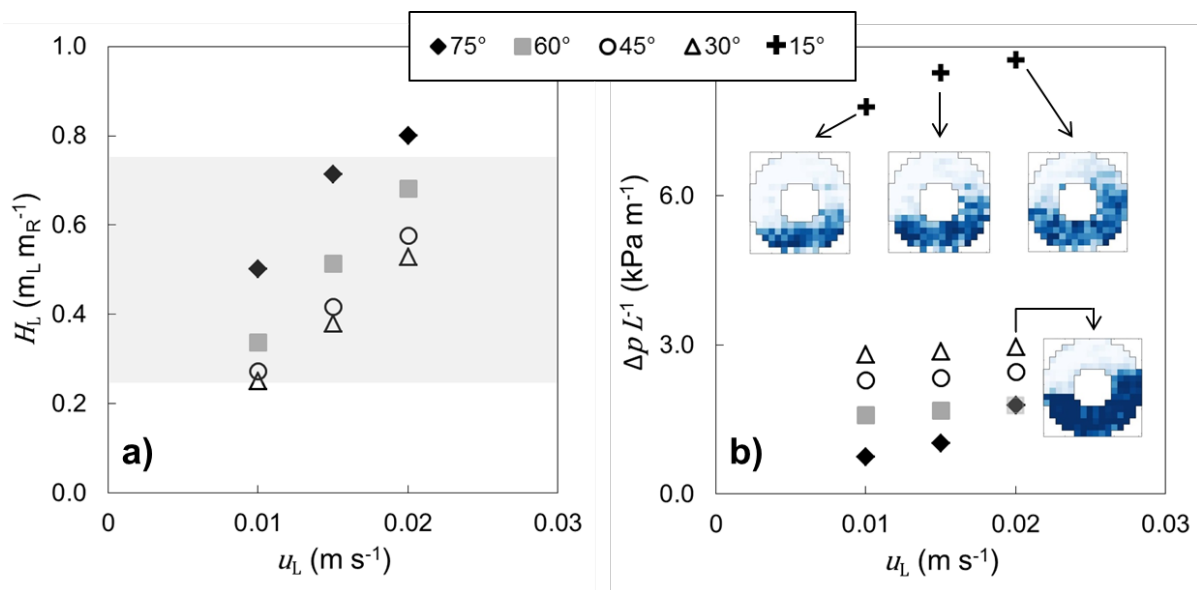 75° 60° 45° 30° 15°
1.0
0.8
0.6
0.4
0.2
0.0
H_L (m_L m_R^-1)
a)
0 0.01 0.02 0.03
u_L (m s^-1)
6.0
3.0
0.0
Δp L^-1 (kPa m^-1)
b)
0 0.01 0.02 0.03
u_L (m s^-1)